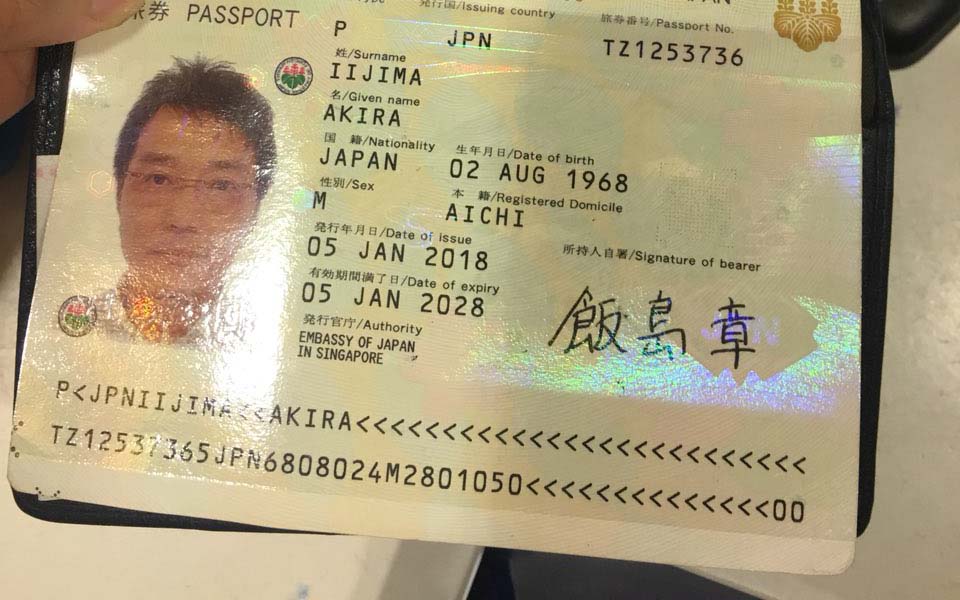 旅券 PASSPORT
発行国/Issuing country
旅券番号/Passport No.
P JPN TZ1253736
姓/Surname
IIJIMA
名/Given name
AKIRA
国 籍/Nationality 生年月日/Date of birth
JAPAN 02 AUG 1968
性別/Sex 本 籍/Registered Domicile
M AICHI
発行年月日/Date of issue
05 JAN 2018
所持人自署/Signature of bearer
有効期間満了日/Date of expiry
05 JAN 2028
飯島 章
発行官庁/Authority
EMBASSY OF JAPAN
IN SINGAPORE
P<JPNIIJIMA<<AKIRA<<<<<<<<<<<<<<<<<<<<<<<<<<
TZ12537365JPN6808024M2801050<<<<<<<<<<<<<<00